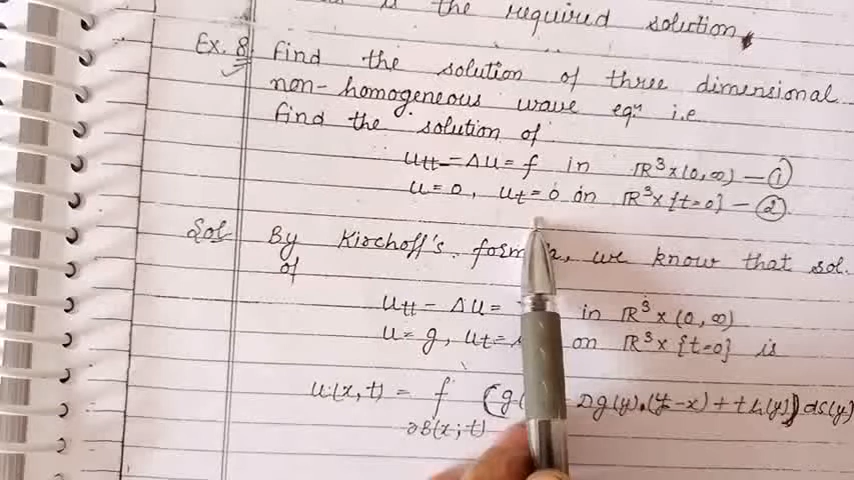 the required solution.
Ex. 8. Find the solution of three dimensional
non-homogeneous wave eqⁿ i.e
find the solution of
utt - Δu = f in ℝ³×(0,∞) — ①
u=0, ut=0 on ℝ³×{t=0} — ②
Sol By Kirchoff's we know that sol.
of
utt - Δu = in ℝ³×(0,∞)
u=g, ut= on ℝ³×{t=0} is
u(x,t) = f (g( Dg(y).(y-x) + t h(y)) ds(y)
∂B(x;t)